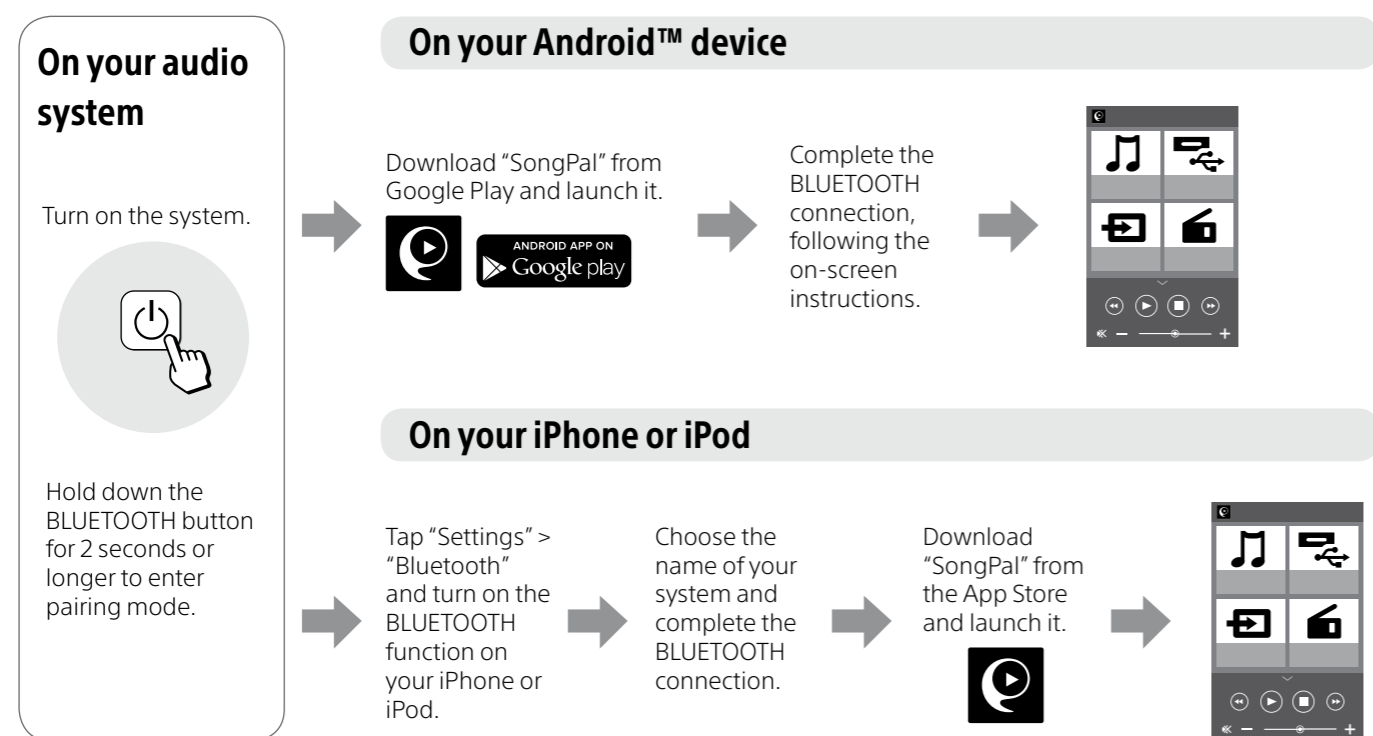 On your audio
system
Turn on the system.
Hold down the
BLUETOOTH button
for 2 seconds or
longer to enter
pairing mode.
On your Android™ device
Download “SongPal” from
Google Play and launch it.
ANDROID APP ON
Google play
Complete the
BLUETOOTH
connection,
following the
on-screen
instructions.
On your iPhone or iPod
Tap “Settings” >
“Bluetooth”
and turn on the
BLUETOOTH
function on
your iPhone or
iPod.
Choose the
name of your
system and
complete the
BLUETOOTH
connection.
Download
“SongPal” from
the App Store
and launch it.